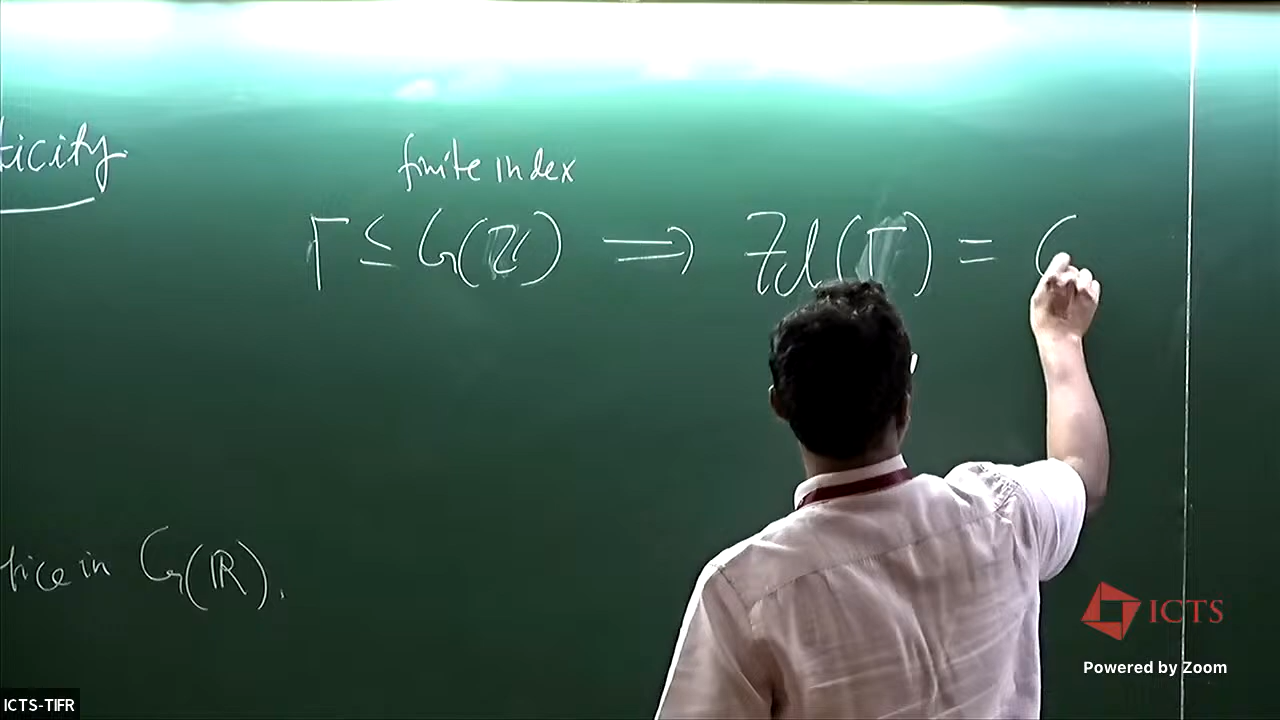 ticity.
finite index
Γ ≤ G(ℤ) ⟹ Zcl(Γ) = G
tice in G(ℝ).
ICTS
Powered by Zoom
ICTS-TIFR